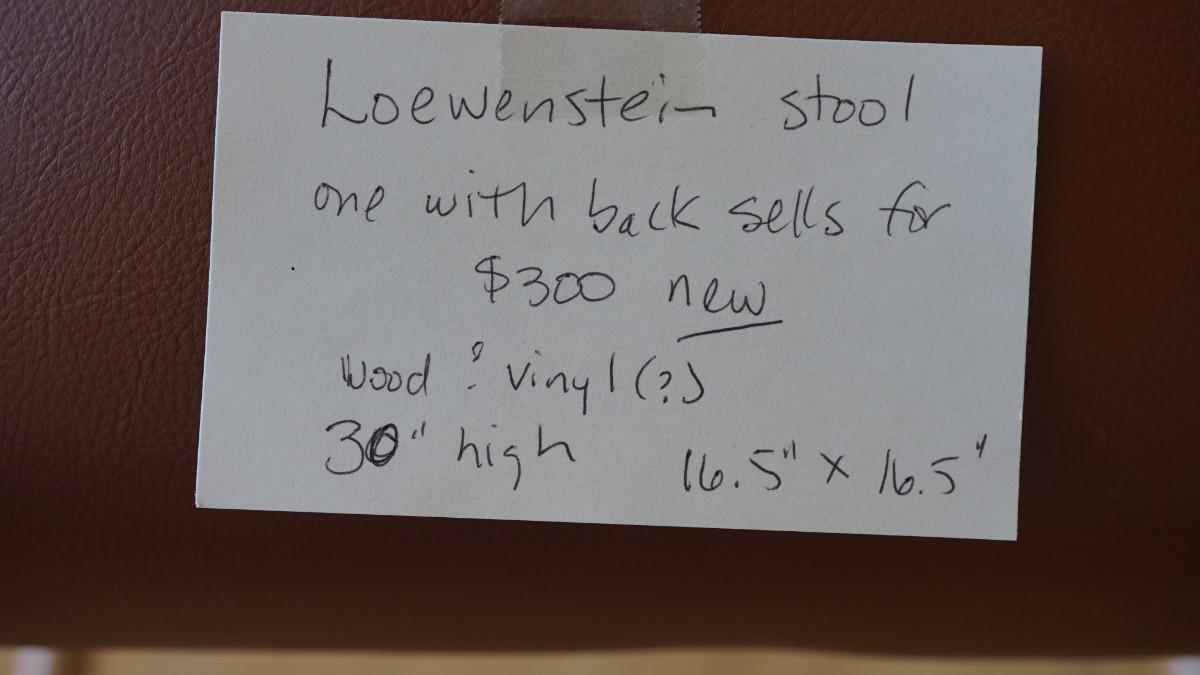 Loewenstein stool
one with back sells for
$300 new
Wood ? vinyl (?)
30" high 16.5" x 16.5"